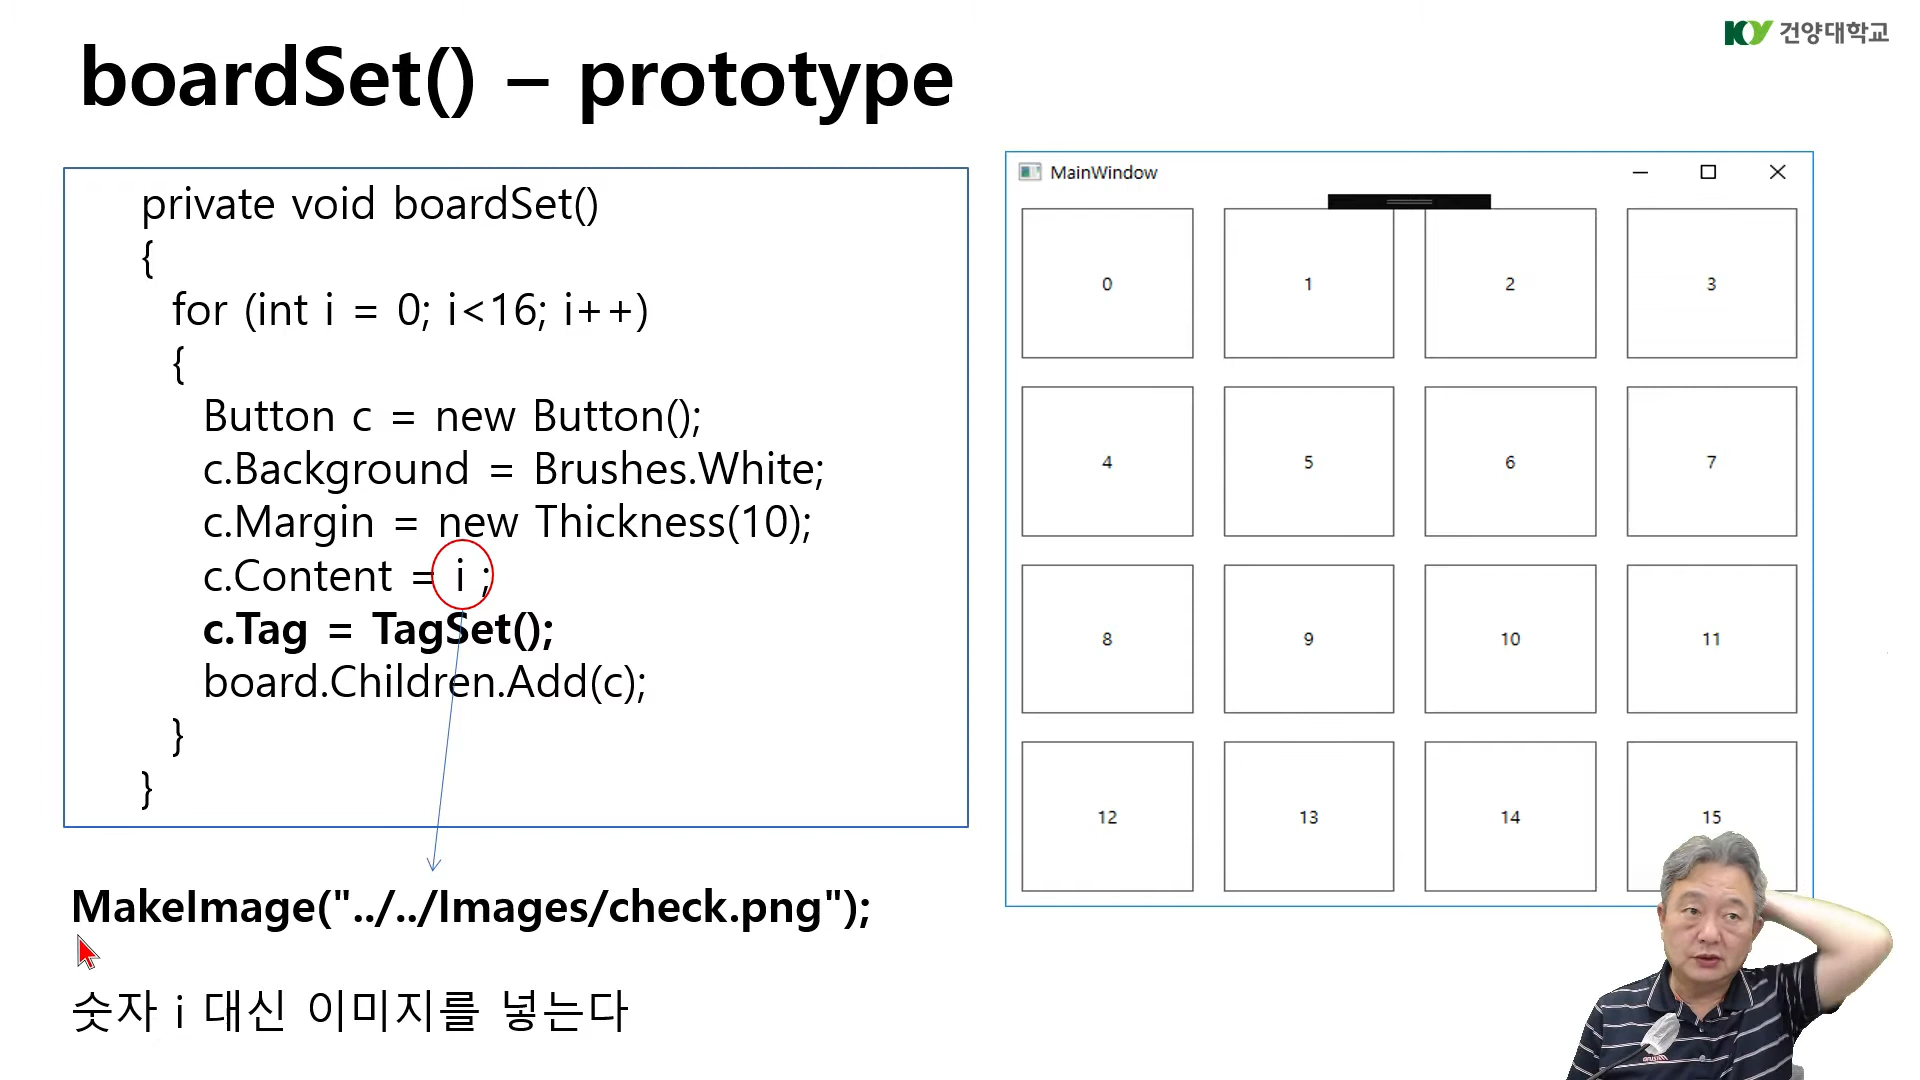 건양대학교
boardSet() – prototype
private void boardSet()
{
for (int i = 0; i<16; i++)
{
Button c = new Button();
c.Background = Brushes.White;
c.Margin = new Thickness(10);
c.Content = i ;
c.Tag = TagSet();
board.Children.Add(c);
}
}
MakeImage("../../Images/check.png");
숫자 i 대신 이미지를 넣는다
MainWindow
0 1 2 3
4 5 6 7
8 9 10 11
12 13 14 15